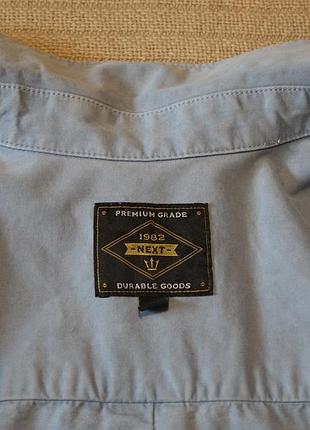 PREMIUM GRADE
1982
NEXT
DURABLE GOODS